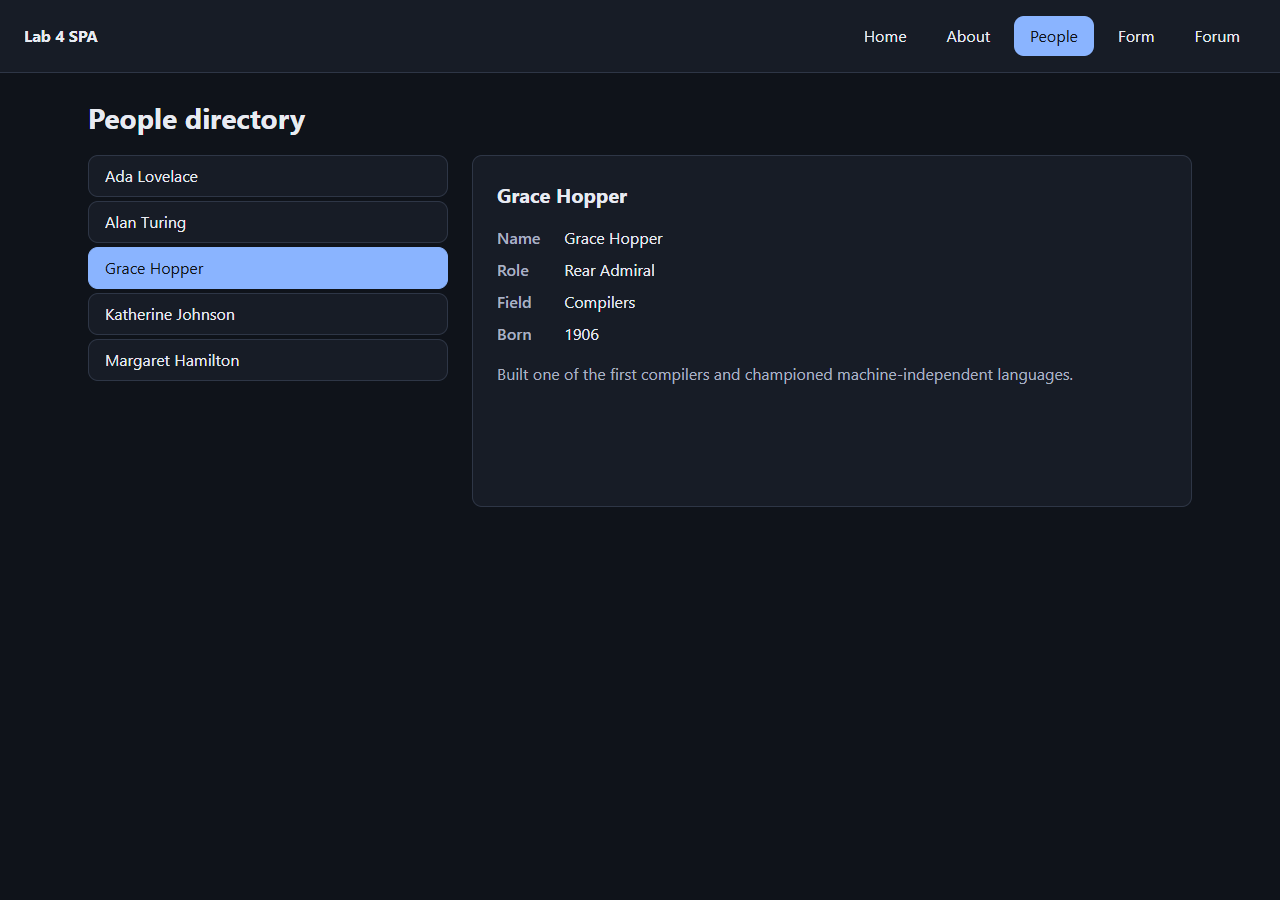 Lab 4 SPA Home About People Form Forum
People directory
Ada Lovelace
Alan Turing
Grace Hopper
Katherine Johnson
Margaret Hamilton
Grace Hopper
Name Grace Hopper
Role Rear Admiral
Field Compilers
Born 1906
Built one of the first compilers and championed machine-independent languages.